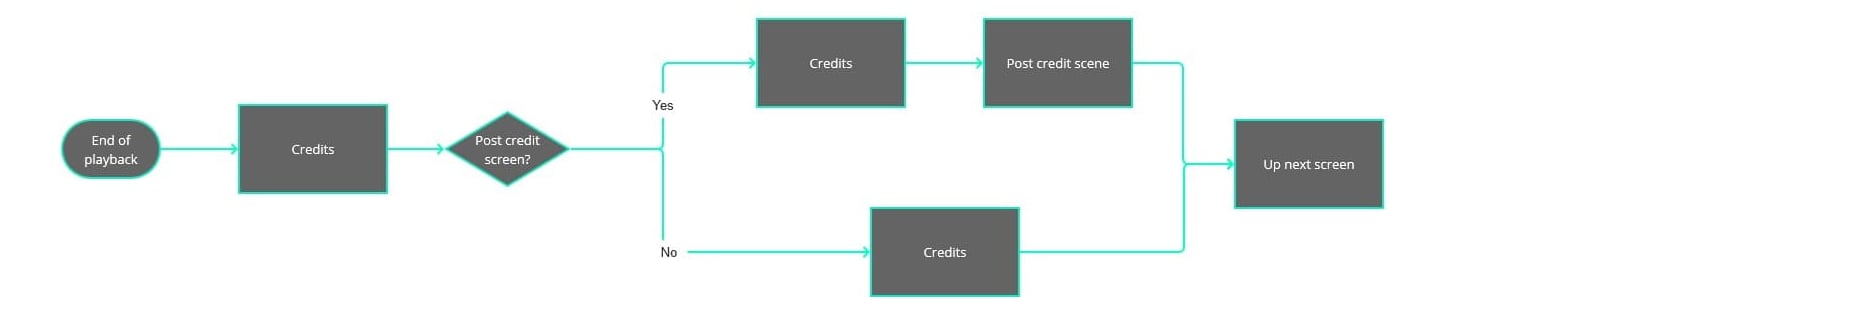 End of
playback
Credits
Post credit
screen?
Yes
Credits
Post credit scene
No
Credits
Up next screen